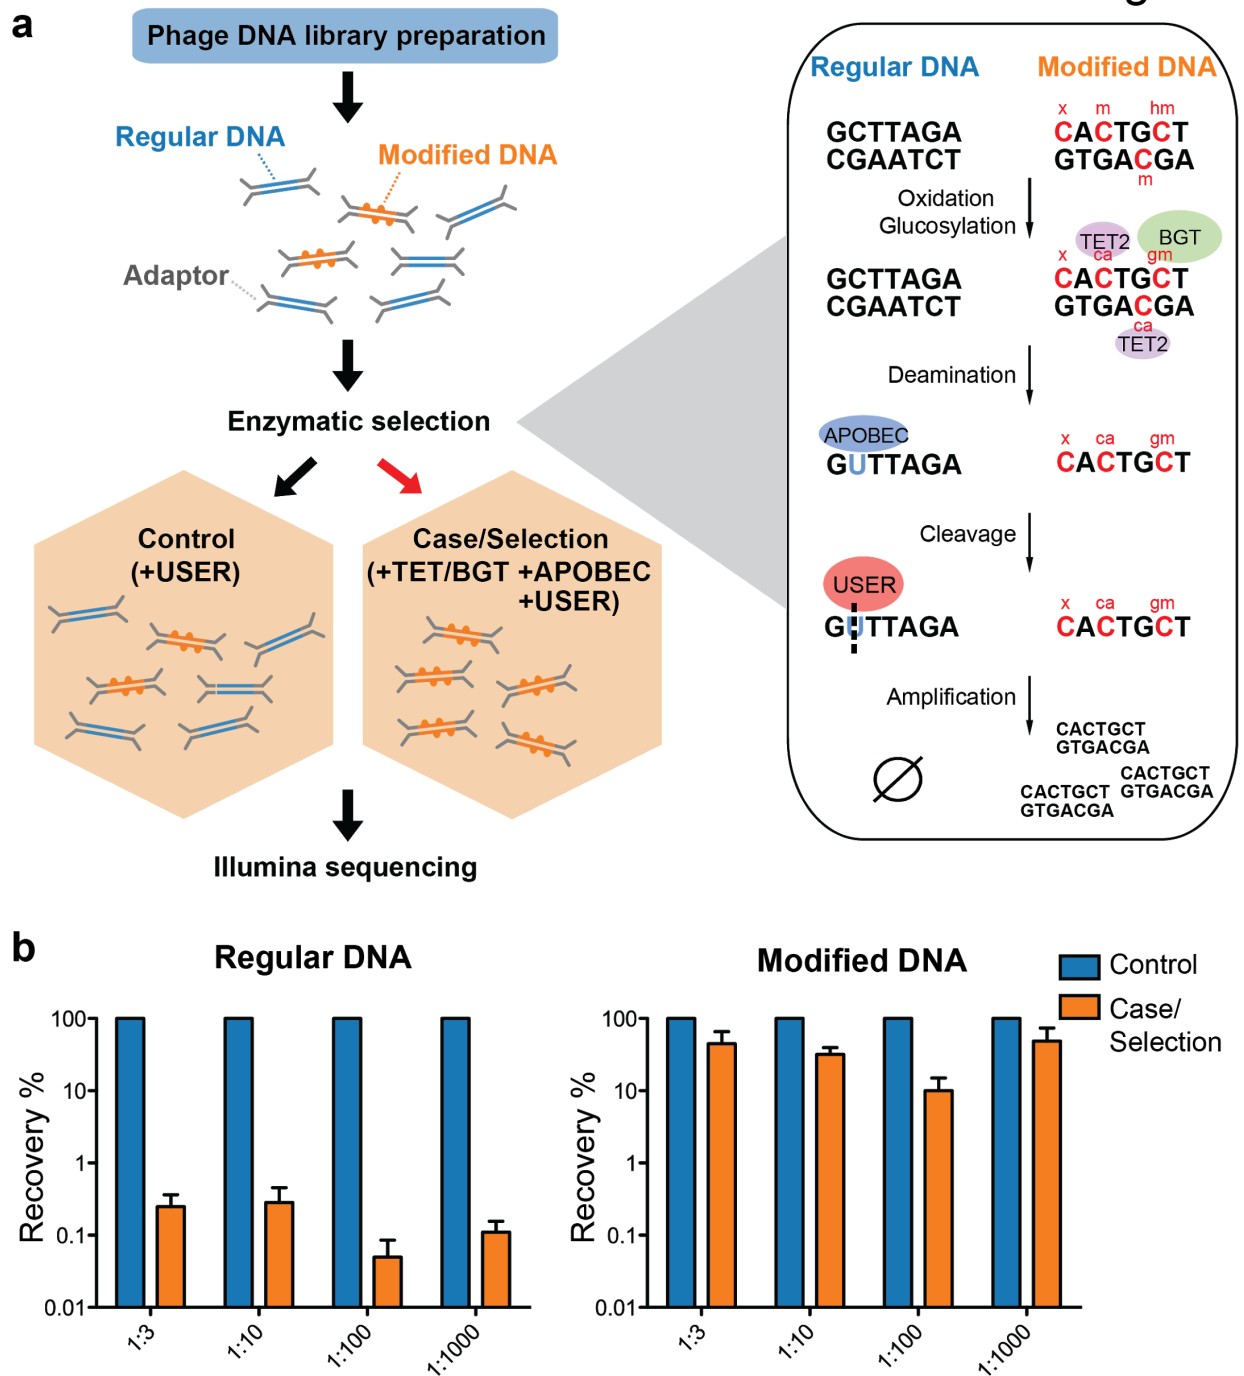 g
a
Phage DNA library preparation
Regular DNA
Modified DNA
Adaptor
Enzymatic selection
Control
(+USER)
Case/Selection
(+TET/BGT +APOBEC
+USER)
Illumina sequencing
Regular DNA
Modified DNA
x m hm
GCTTAGA
CACTGCT
CGAATCT
GTGACGA
m
Oxidation
Glucosylation
TET2
BGT
x ca gm
GCTTAGA
CACTGCT
CGAATCT
GTGACGA
ca
TET2
Deamination
APOBEC
x ca gm
GUTTAGA
CACTGCT
Cleavage
USER
x ca gm
GUTTAGA
CACTGCT
Amplification
CACTGCT
GTGACGA
CACTGCT
GTGACGA
CACTGCT
GTGACGA
b
Regular DNA
Recovery %
100
10
1
0.1
0.01
1:3
1:10
1:100
1:1000
Modified DNA
Recovery %
100
10
1
0.1
0.01
1:3
1:10
1:100
1:1000
Control
Case/
Selection